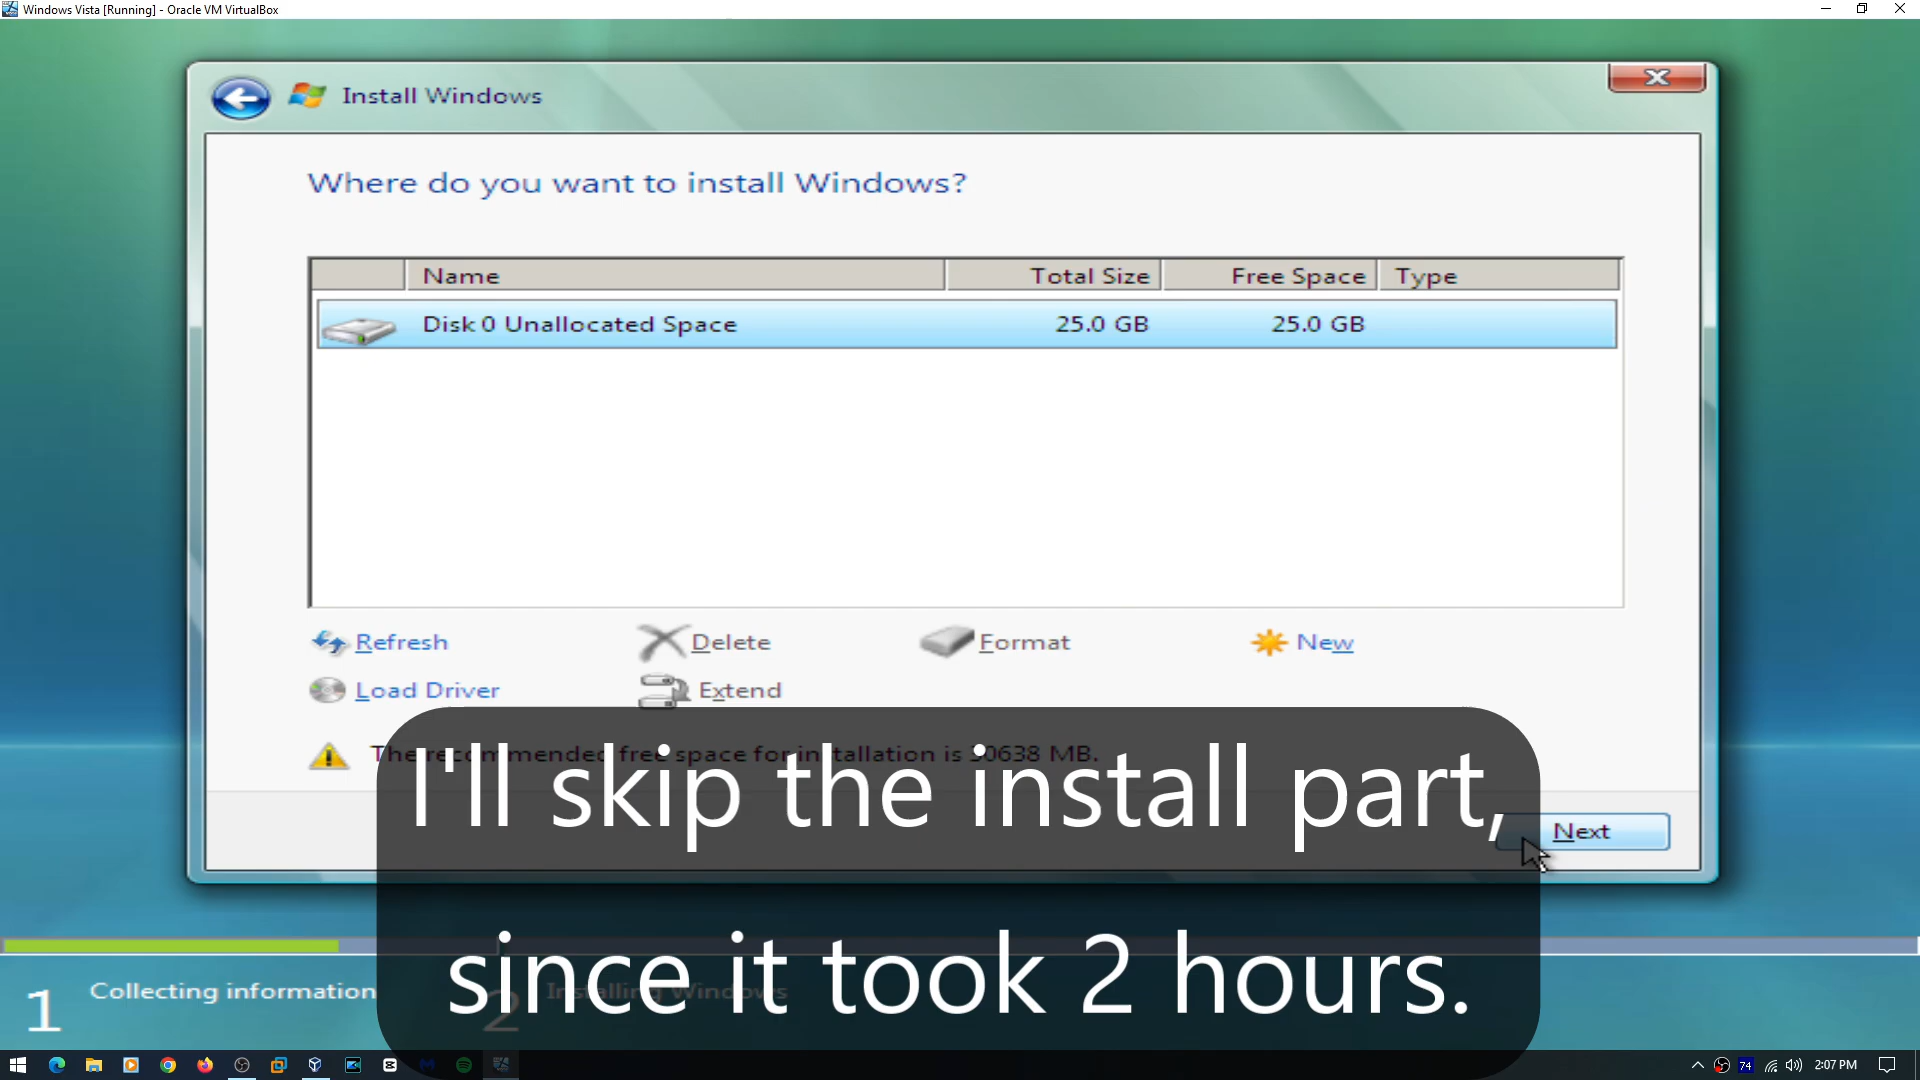 Windows Vista [Running] - Oracle VM VirtualBox
Install Windows
Where do you want to install Windows?
Name Total Size Free Space Type
Disk 0 Unallocated Space 25.0 GB 25.0 GB
Refresh Delete Format New
Load Driver Extend
The recommended free space for installation is 30638 MB.
I'll skip the install part,
Next
since it took 2 hours.
1 Collecting information 2 Installing Windows
74 2:07 PM